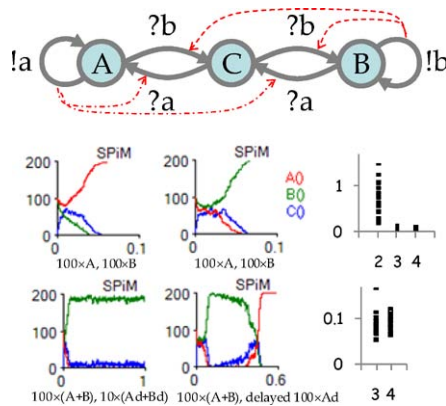 ?b ?b
!a A C B !b
?a ?a
SPiM SPiM
200 200
100 100
0 0
0 0.1 0 0.1
A()
B()
C()
1
0
2 3 4
100×A, 100×B 100×A, 100×B
SPiM SPiM
200 200
100 100
0 0
0 1 0 0.6
0.1
0
3 4
100×(A+B), 10×(Ad+Bd) 100×(A+B), delayed 100×Ad